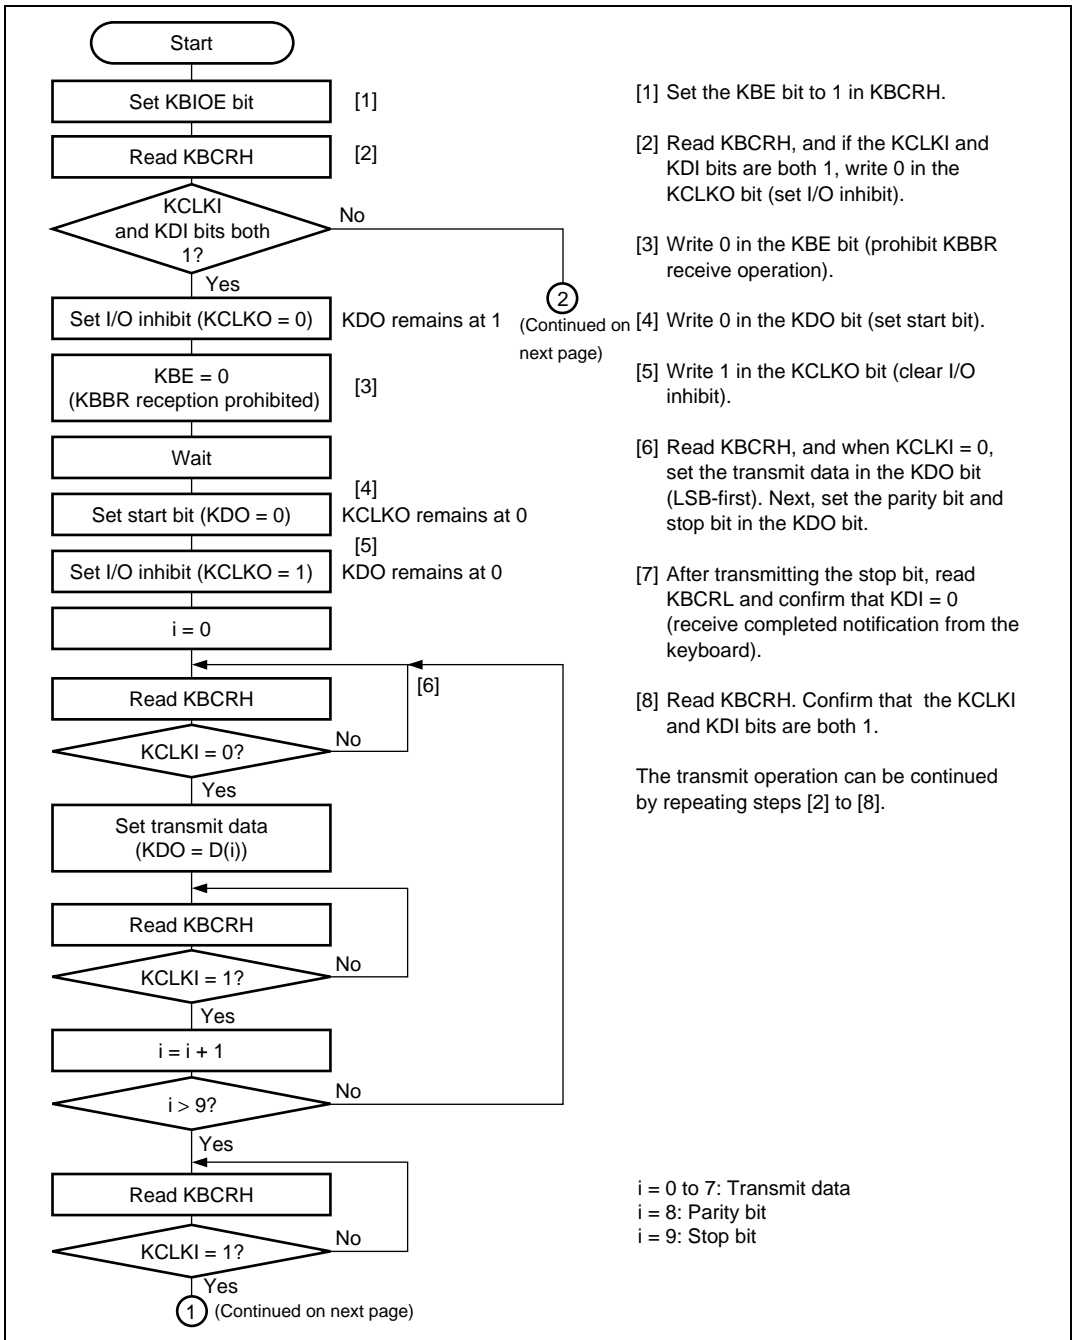 Start
Set KBIOE bit
[1]
Read KBCRH
[2]
KCLKI
and KDI bits both
1?
No
Yes
2
(Continued on
next page)
Set I/O inhibit (KCLKO = 0)
KDO remains at 1
KBE = 0
(KBBR reception prohibited)
[3]
Wait
[4]
Set start bit (KDO = 0)
KCLKO remains at 0
[5]
Set I/O inhibit (KCLKO = 1)
KDO remains at 0
i = 0
[6]
Read KBCRH
KCLKI = 0?
No
Yes
Set transmit data
(KDO = D(i))
Read KBCRH
KCLKI = 1?
No
Yes
i = i + 1
i > 9?
No
Yes
Read KBCRH
KCLKI = 1?
No
Yes
1 (Continued on next page)
[1] Set the KBE bit to 1 in KBCRH.
[2] Read KBCRH, and if the KCLKI and
KDI bits are both 1, write 0 in the
KCLKO bit (set I/O inhibit).
[3] Write 0 in the KBE bit (prohibit KBBR
receive operation).
[4] Write 0 in the KDO bit (set start bit).
[5] Write 1 in the KCLKO bit (clear I/O
inhibit).
[6] Read KBCRH, and when KCLKI = 0,
set the transmit data in the KDO bit
(LSB-first). Next, set the parity bit and
stop bit in the KDO bit.
[7] After transmitting the stop bit, read
KBCRL and confirm that KDI = 0
(receive completed notification from the
keyboard).
[8] Read KBCRH. Confirm that the KCLKI
and KDI bits are both 1.
The transmit operation can be continued
by repeating steps [2] to [8].
i = 0 to 7: Transmit data
i = 8: Parity bit
i = 9: Stop bit